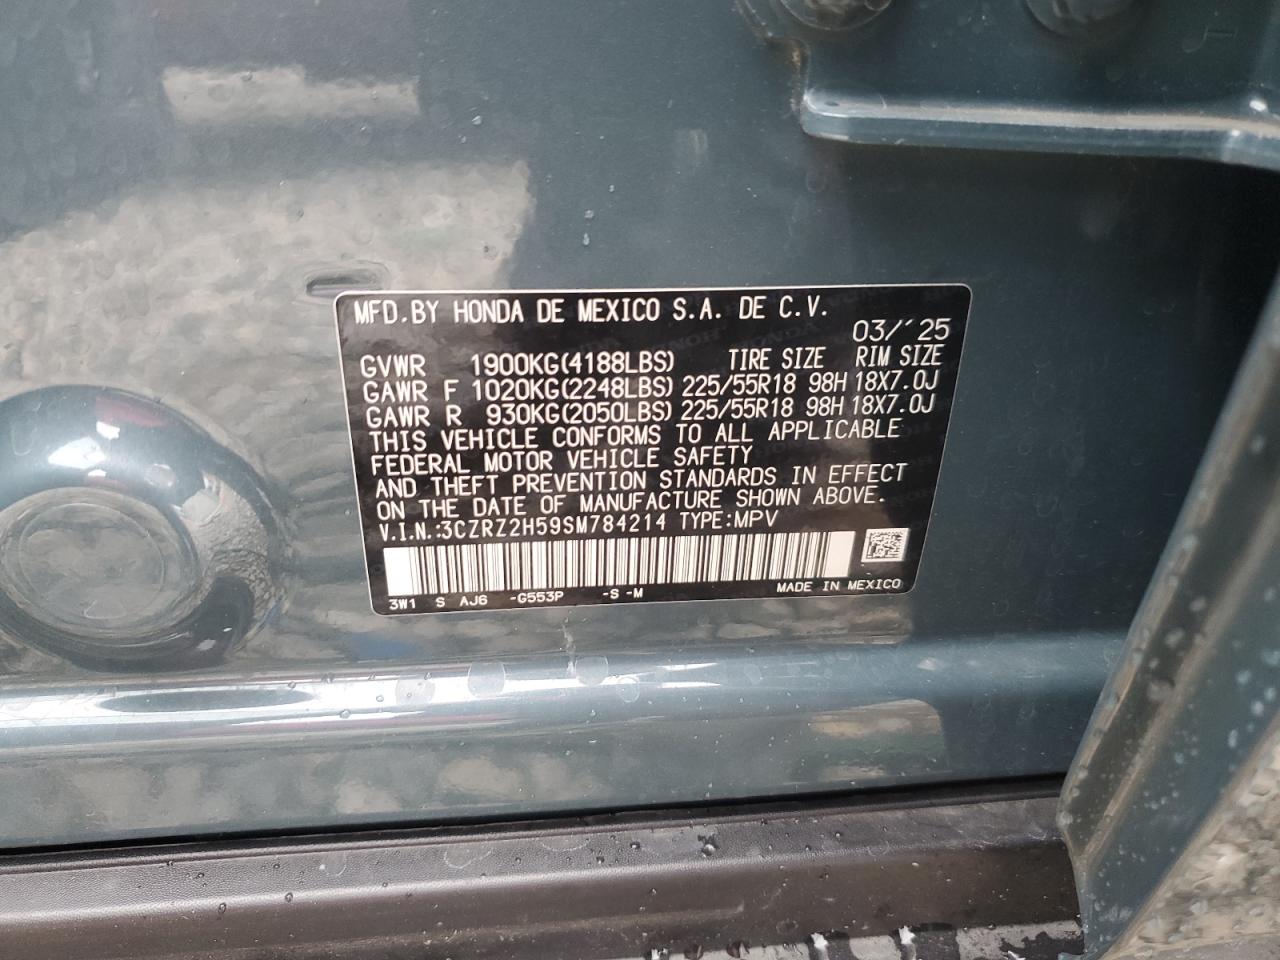 MFD.BY HONDA DE MEXICO S.A. DE C.V.
03/´25
GVWR 1900KG(4188LBS) TIRE SIZE RIM SIZE
GAWR F 1020KG(2248LBS) 225/55R18 98H 18X7.0J
GAWR R 930KG(2050LBS) 225/55R18 98H 18X7.0J
THIS VEHICLE CONFORMS TO ALL APPLICABLE
FEDERAL MOTOR VEHICLE SAFETY
AND THEFT PREVENTION STANDARDS IN EFFECT
ON THE DATE OF MANUFACTURE SHOWN ABOVE.
V.I.N.:3CZRZ2H59SM784214 TYPE:MPV
3W1 S AJ6 -G553P -S -M MADE IN MEXICO